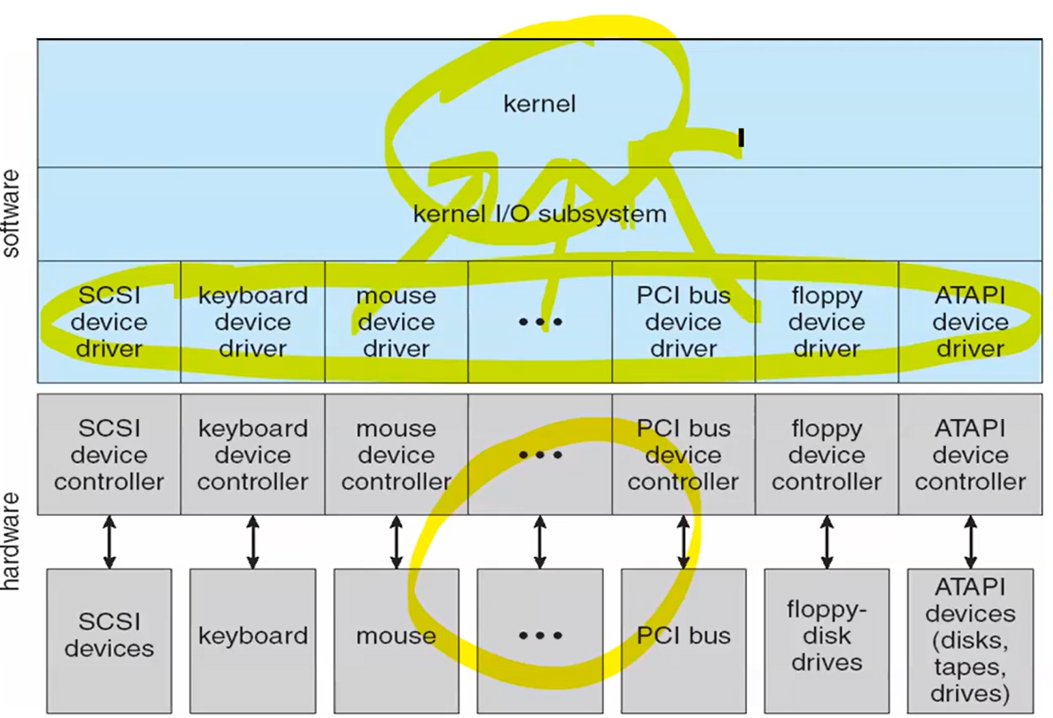 software
kernel
kernel I/O subsystem
SCSI
device
driver
keyboard
device
driver
mouse
device
driver
•••
PCI bus
device
driver
floppy
device
driver
ATAPI
device
driver
hardware
SCSI
device
controller
keyboard
device
controller
mouse
device
controller
•••
PCI bus
device
controller
floppy
device
controller
ATAPI
device
controller
SCSI
devices
keyboard
mouse
•••
PCI bus
floppy-
disk
drives
ATAPI
devices
(disks,
tapes,
drives)